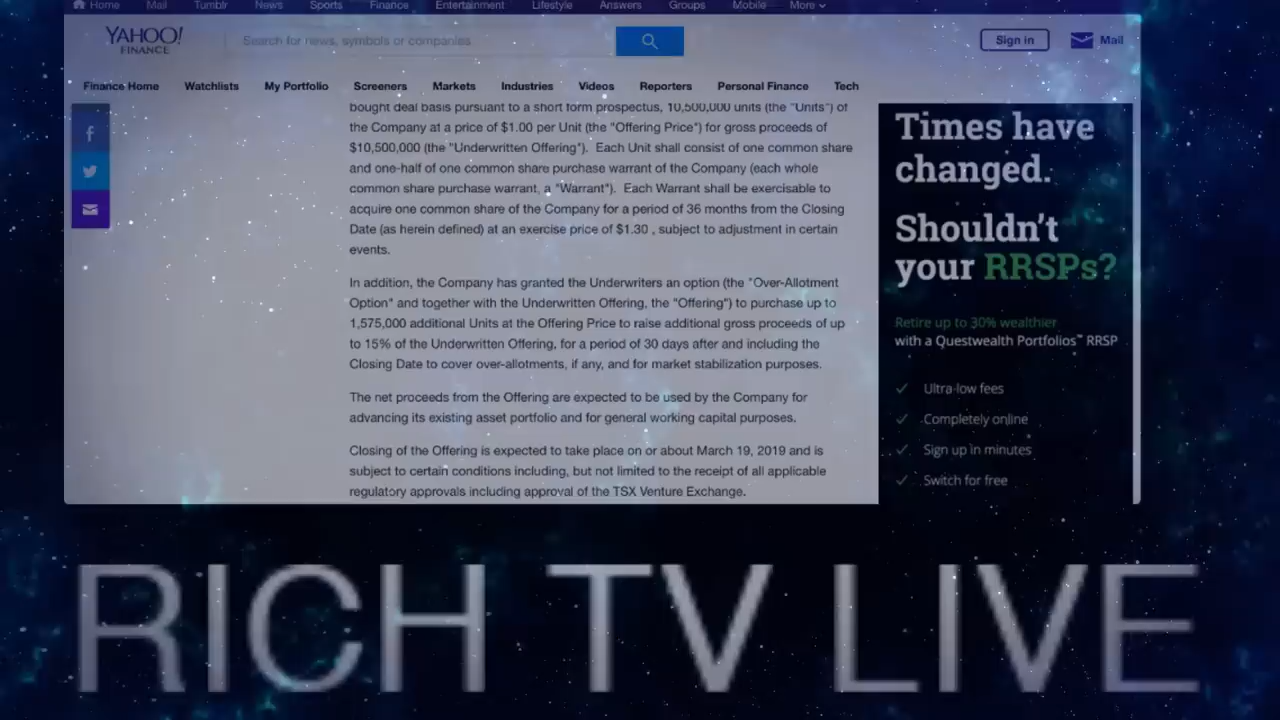 Home Mail Tumblr News Sports Finance Entertainment Lifestyle Answers Groups Mobile More
YAHOO!
FINANCE
Search for news, symbols or companies
Sign in
Mail
Finance Home Watchlists My Portfolio Screeners Markets Industries Videos Reporters Personal Finance Tech
bought deal basis pursuant to a short form prospectus, 10,500,000 units (the "Units") of
the Company at a price of $1.00 per Unit (the "Offering Price") for gross proceeds of
$10,500,000 (the "Underwritten Offering"). Each Unit shall consist of one common share
and one-half of one common share purchase warrant of the Company (each whole
common share purchase warrant, a "Warrant"). Each Warrant shall be exercisable to
acquire one common share of the Company for a period of 36 months from the Closing
Date (as herein defined) at an exercise price of $1.30 , subject to adjustment in certain
events.
In addition, the Company has granted the Underwriters an option (the "Over-Allotment
Option" and together with the Underwritten Offering, the "Offering") to purchase up to
1,575,000 additional Units at the Offering Price to raise additional gross proceeds of up
to 15% of the Underwritten Offering, for a period of 30 days after and including the
Closing Date to cover over-allotments, if any, and for market stabilization purposes.
The net proceeds from the Offering are expected to be used by the Company for
advancing its existing asset portfolio and for general working capital purposes.
Closing of the Offering is expected to take place on or about March 19, 2019 and is
subject to certain conditions including, but not limited to the receipt of all applicable
regulatory approvals including approval of the TSX Venture Exchange.
Times have
changed.
Shouldn't
your RRSPs?
Retire up to 30% wealthier
with a Questwealth Portfolios™ RRSP
Ultra-low fees
Completely online
Sign up in minutes
Switch for free
RICH TV LIVE